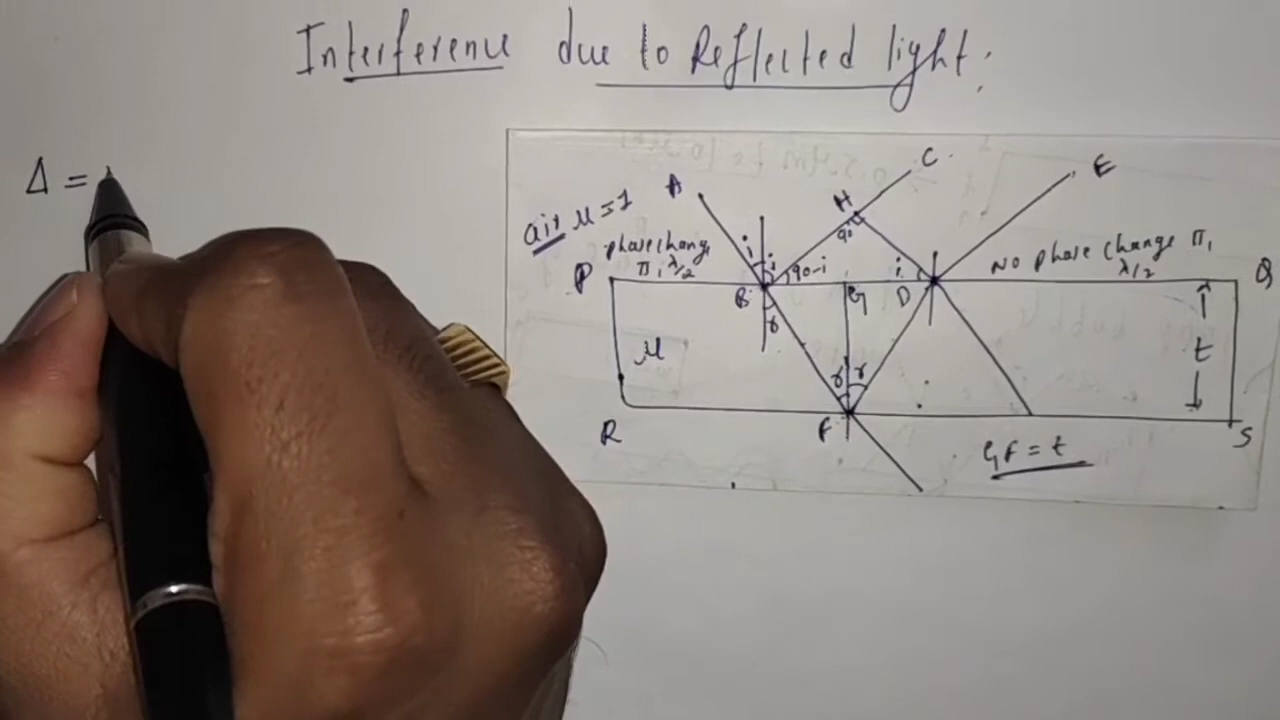 Interference due to Reflected light.
Δ =
C
E
A
H
air μ=1
90
phase change
π, λ/2
i
i
90-i
i
No phase change π,
λ/2
P
B
G
D
Q
r
μ
r
r
t
R
F
S
GF = t